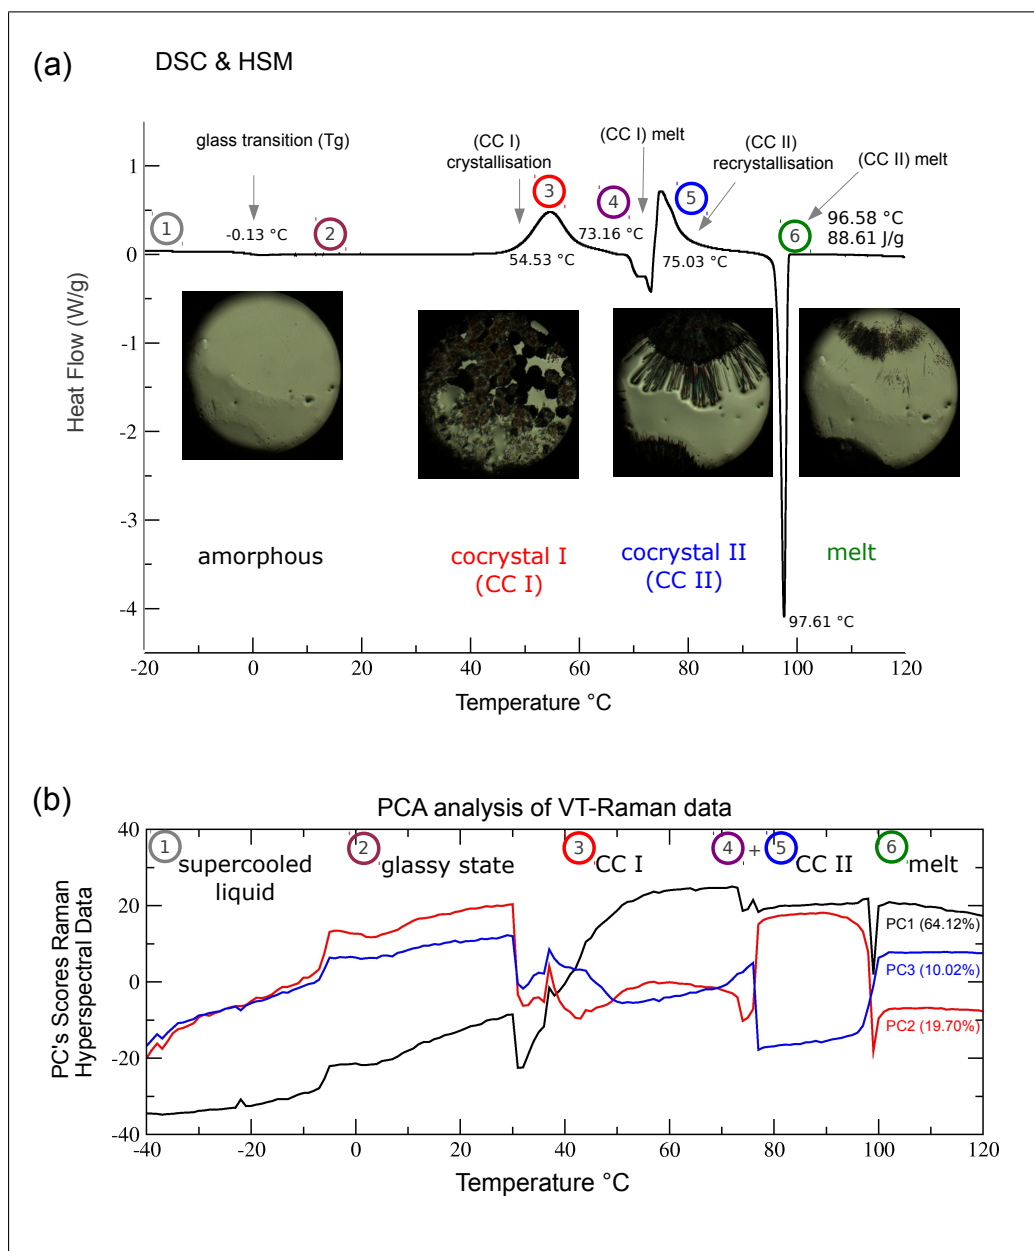 (a)
DSC & HSM
glass transition (Tg)
(CC I)
crystallisation
(CC I) melt
(CC II)
recrystallisation
(CC II) melt
1
2
3
4
5
6
-0.13 °C
54.53 °C
73.16 °C
75.03 °C
96.58 °C
88.61 J/g
97.61 °C
Heat Flow (W/g)
1
0
-1
-2
-3
-4
amorphous
cocrystal I
(CC I)
cocrystal II
(CC II)
melt
-20
0
20
40
60
80
100
120
Temperature °C
(b)
PCA analysis of VT-Raman data
PC's Scores Raman
Hyperspectral Data
40
20
0
-20
-40
1
supercooled
liquid
2
glassy state
3
CC I
4
+
5
CC II
6
melt
PC1 (64.12%)
PC3 (10.02%)
PC2 (19.70%)
-40
-20
0
20
40
60
80
100
120
Temperature °C